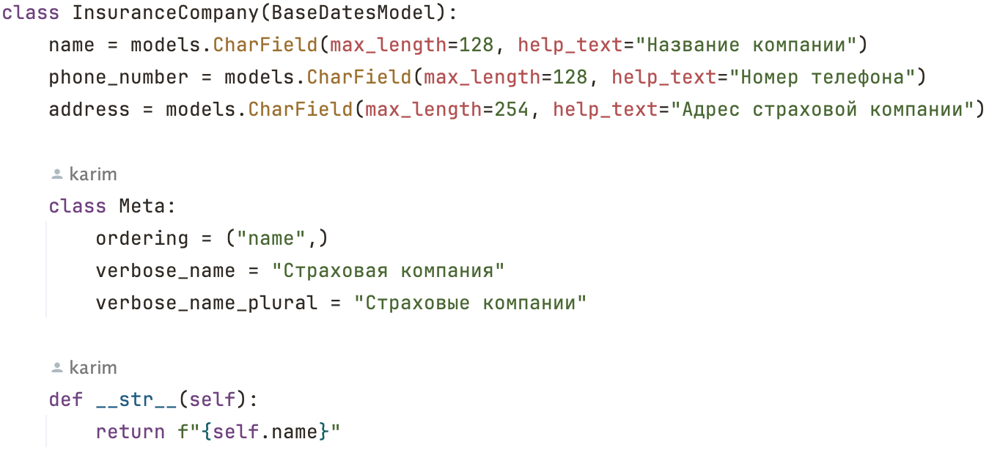 class InsuranceCompany(BaseDatesModel):
    name = models.CharField(max_length=128, help_text="Название компании")
    phone_number = models.CharField(max_length=128, help_text="Номер телефона")
    address = models.CharField(max_length=254, help_text="Адрес страховой компании")
    karim
    class Meta:
        ordering = ("name",)
        verbose_name = "Страховая компания"
        verbose_name_plural = "Страховые компании"
    karim
    def __str__(self):
        return f"{self.name}"